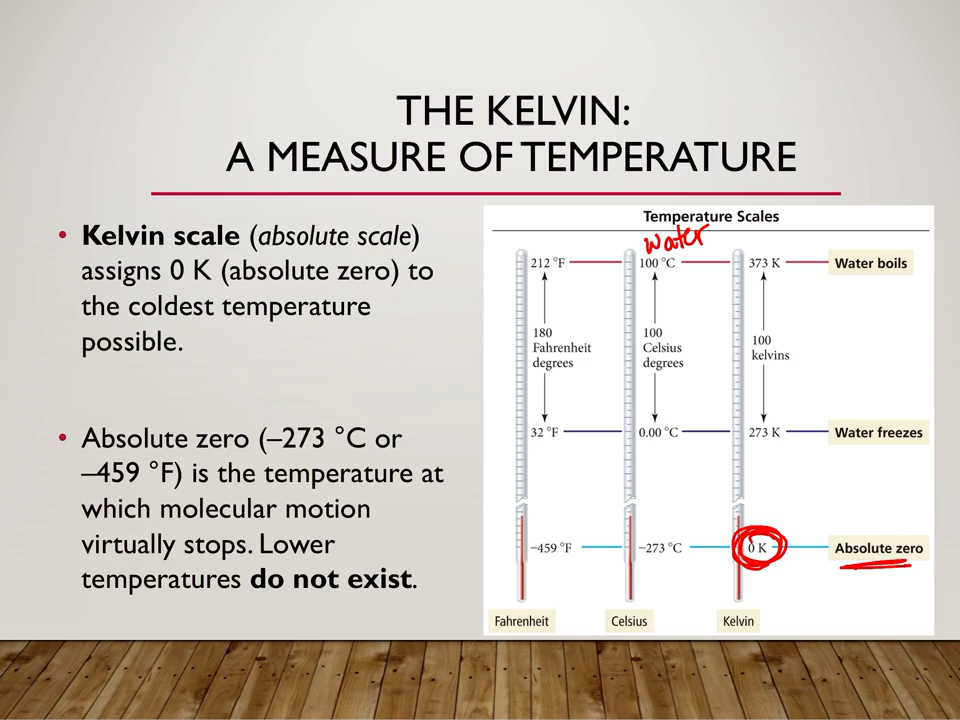 THE KELVIN:
A MEASURE OF TEMPERATURE
• Kelvin scale (absolute scale)
assigns 0 K (absolute zero) to
the coldest temperature
possible.
• Absolute zero (–273 °C or
–459 °F) is the temperature at
which molecular motion
virtually stops. Lower
temperatures do not exist.
Temperature Scales
water
212 °F
100 °C
373 K
Water boils
180
Fahrenheit
degrees
100
Celsius
degrees
100
kelvins
32 °F
0.00 °C
273 K
Water freezes
−459 °F
−273 °C
0 K
Absolute zero
Fahrenheit
Celsius
Kelvin